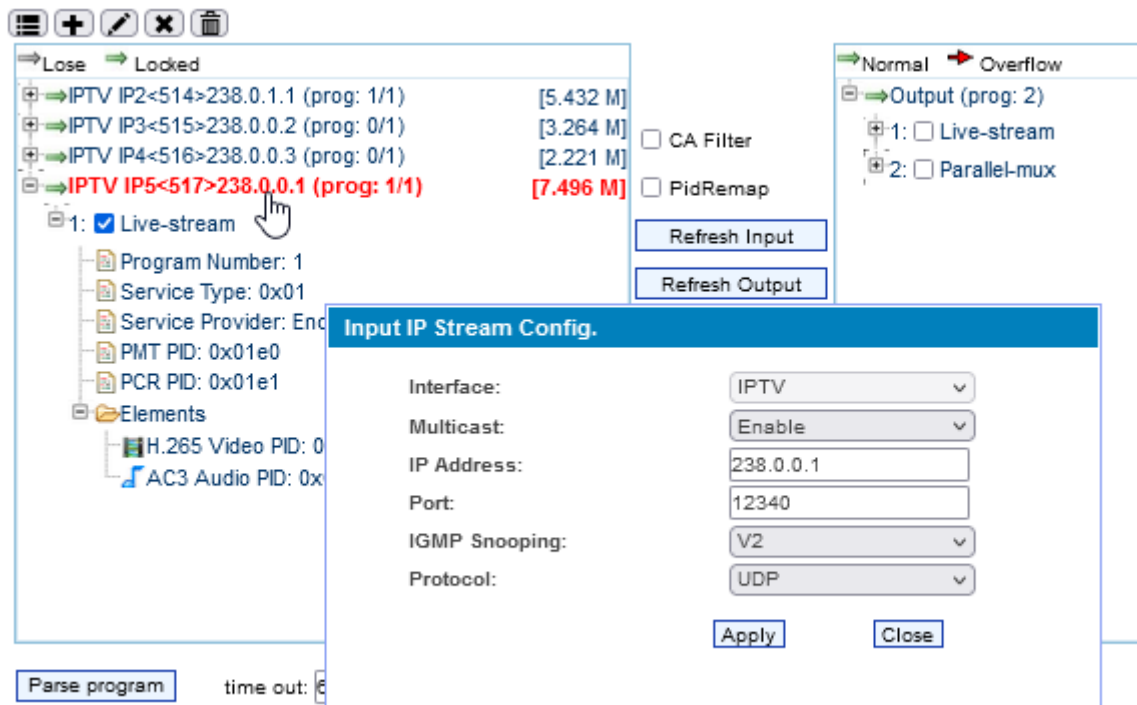 Lose Locked
IPTV IP2<514>238.0.1.1 (prog: 1/1) [5.432 M]
IPTV IP3<515>238.0.0.2 (prog: 0/1) [3.264 M]
IPTV IP4<516>238.0.0.3 (prog: 0/1) [2.221 M]
IPTV IP5<517>238.0.0.1 (prog: 1/1) [7.496 M]
1: Live-stream
Program Number: 1
Service Type: 0x01
Service Provider:
PMT PID: 0x01e0
PCR PID: 0x01e1
Elements
H.265 Video PID:
AC3 Audio PID:
CA Filter
PidRemap
Refresh Input
Refresh Output
Normal Overflow
Output (prog: 2)
1: Live-stream
2: Parallel-mux
Input IP Stream Config.
Interface: IPTV
Multicast: Enable
IP Address: 238.0.0.1
Port: 12340
IGMP Snooping: V2
Protocol: UDP
Apply Close
Parse program time out: